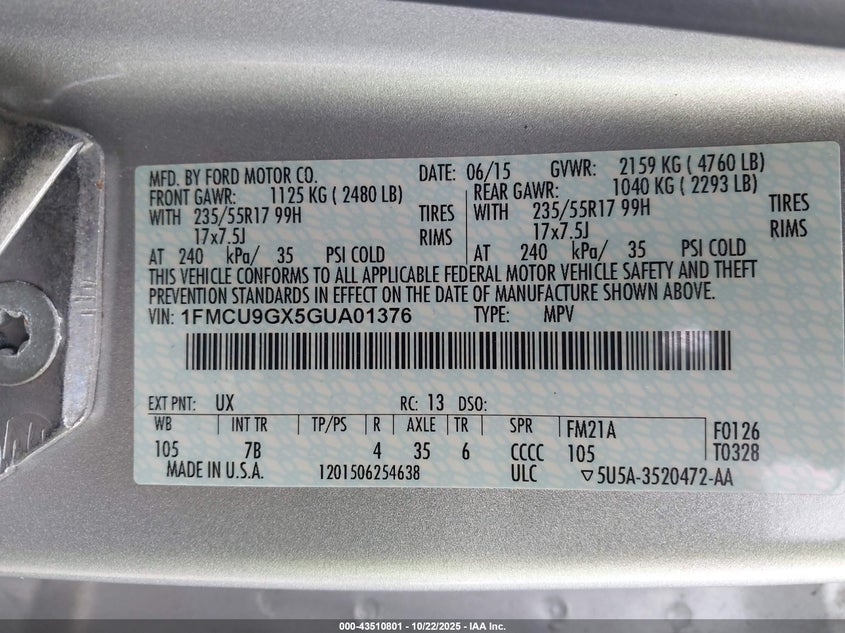 MFD. BY FORD MOTOR CO. DATE: 06/15 GVWR: 2159 KG ( 4760 LB)
FRONT GAWR: 1125 KG ( 2480 LB) REAR GAWR: 1040 KG ( 2293 LB)
WITH 235/55R17 99H TIRES WITH 235/55R17 99H TIRES
17x7.5J RIMS 17x7.5J RIMS
AT 240 kPa/ 35 PSI COLD AT 240 kPa/ 35 PSI COLD
THIS VEHICLE CONFORMS TO ALL APPLICABLE FEDERAL MOTOR VEHICLE SAFETY AND THEFT
PREVENTION STANDARDS IN EFFECT ON THE DATE OF MANUFACTURE SHOWN ABOVE.
VIN: 1FMCU9GX5GUA01376 TYPE: MPV
EXT PNT: UX RC: 13 DSO:
WB INT TR TP/PS R AXLE TR SPR FM21A F0126
105 7B 4 35 6 CCCC 105 T0328
MADE IN U.S.A. 1201506254638 ULC ▽5U5A-3520472-AA
000-43510801 - 10/22/2025 - IAA Inc.